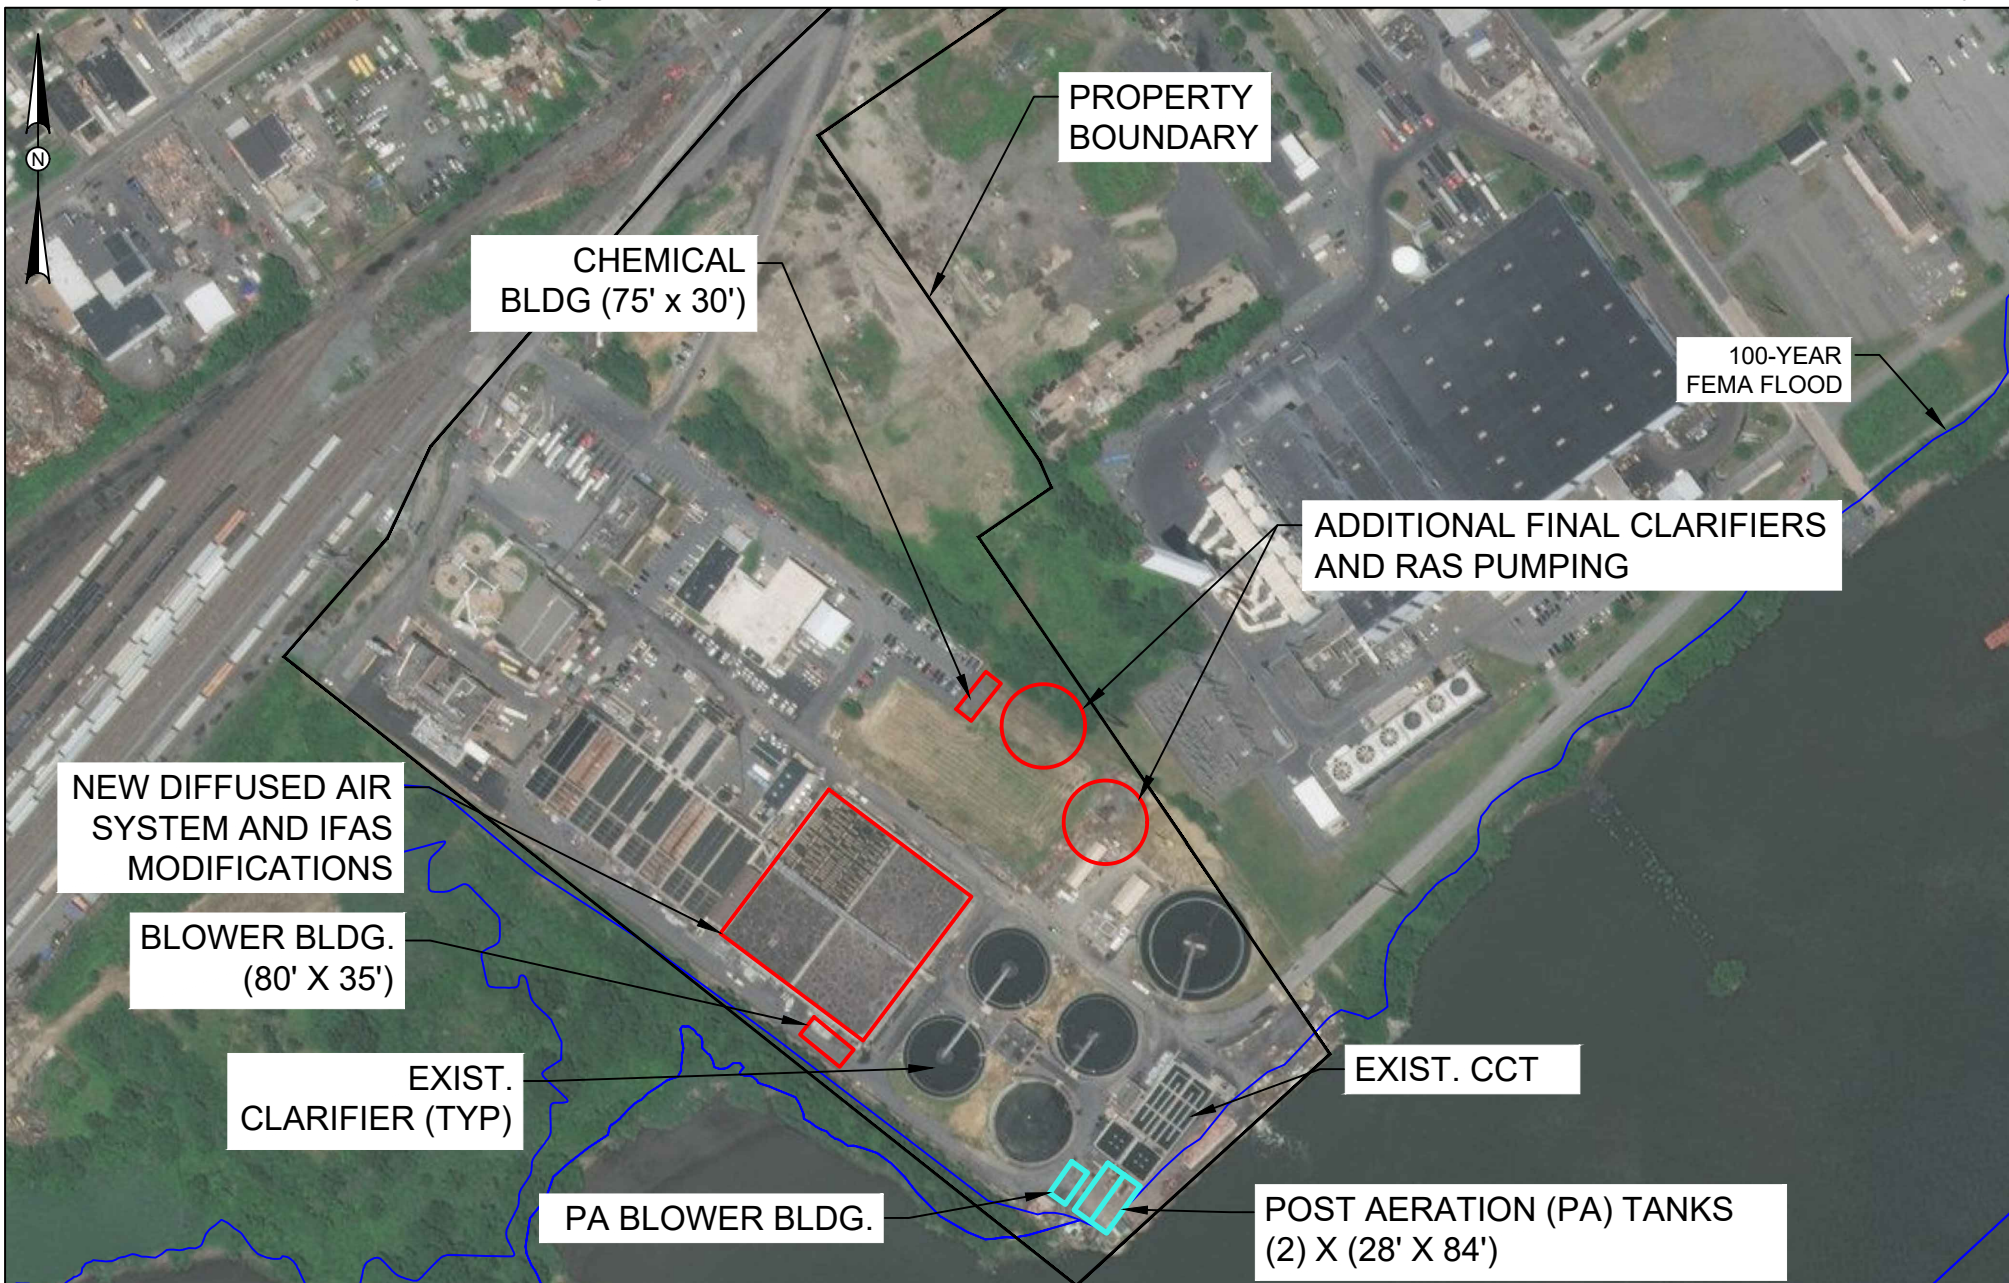 N
PROPERTY
BOUNDARY
CHEMICAL
BLDG (75' x 30')
100-YEAR
FEMA FLOOD
ADDITIONAL FINAL CLARIFIERS
AND RAS PUMPING
NEW DIFFUSED AIR
SYSTEM AND IFAS
MODIFICATIONS
BLOWER BLDG.
(80' X 35')
EXIST.
CLARIFIER (TYP)
EXIST. CCT
PA BLOWER BLDG.
POST AERATION (PA) TANKS
(2) X (28' X 84')